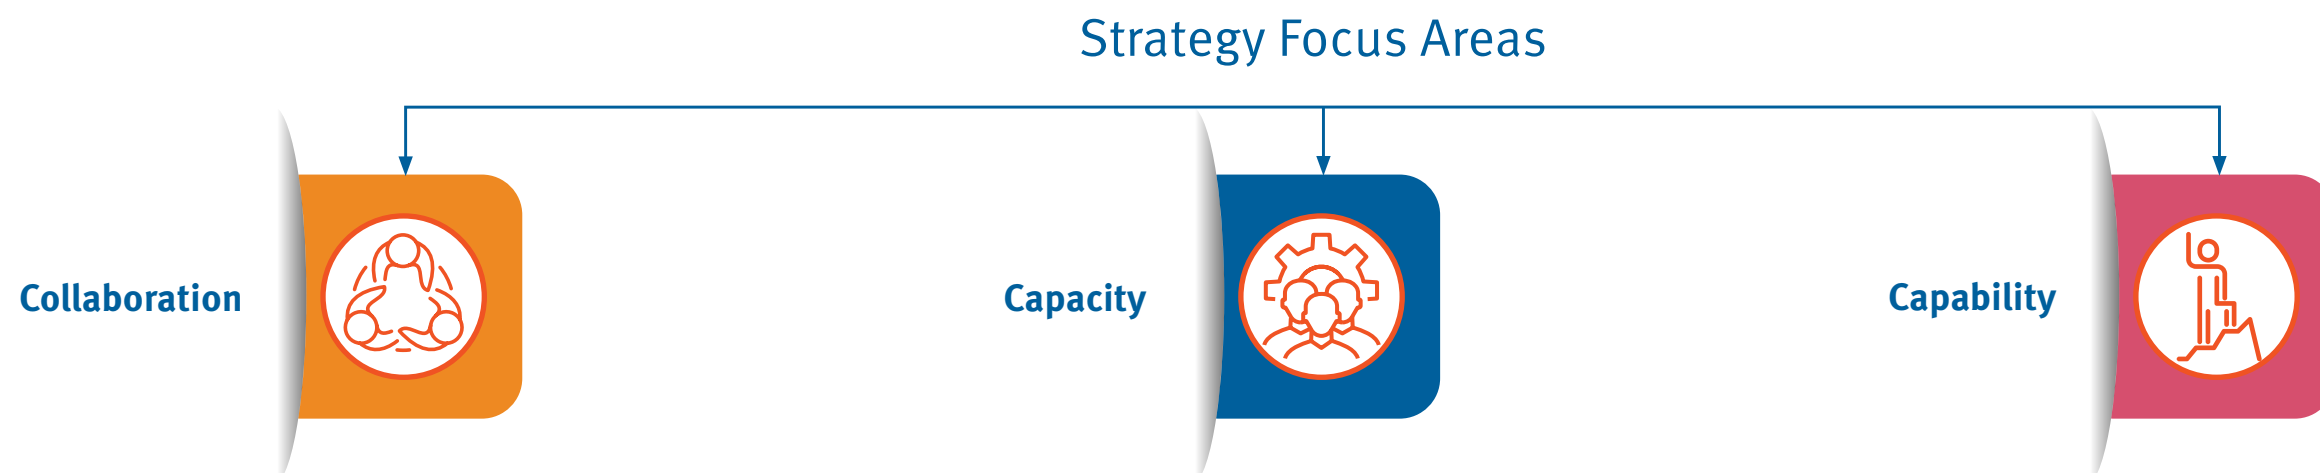 Strategy Focus Areas
Collaboration
Capacity
Capability